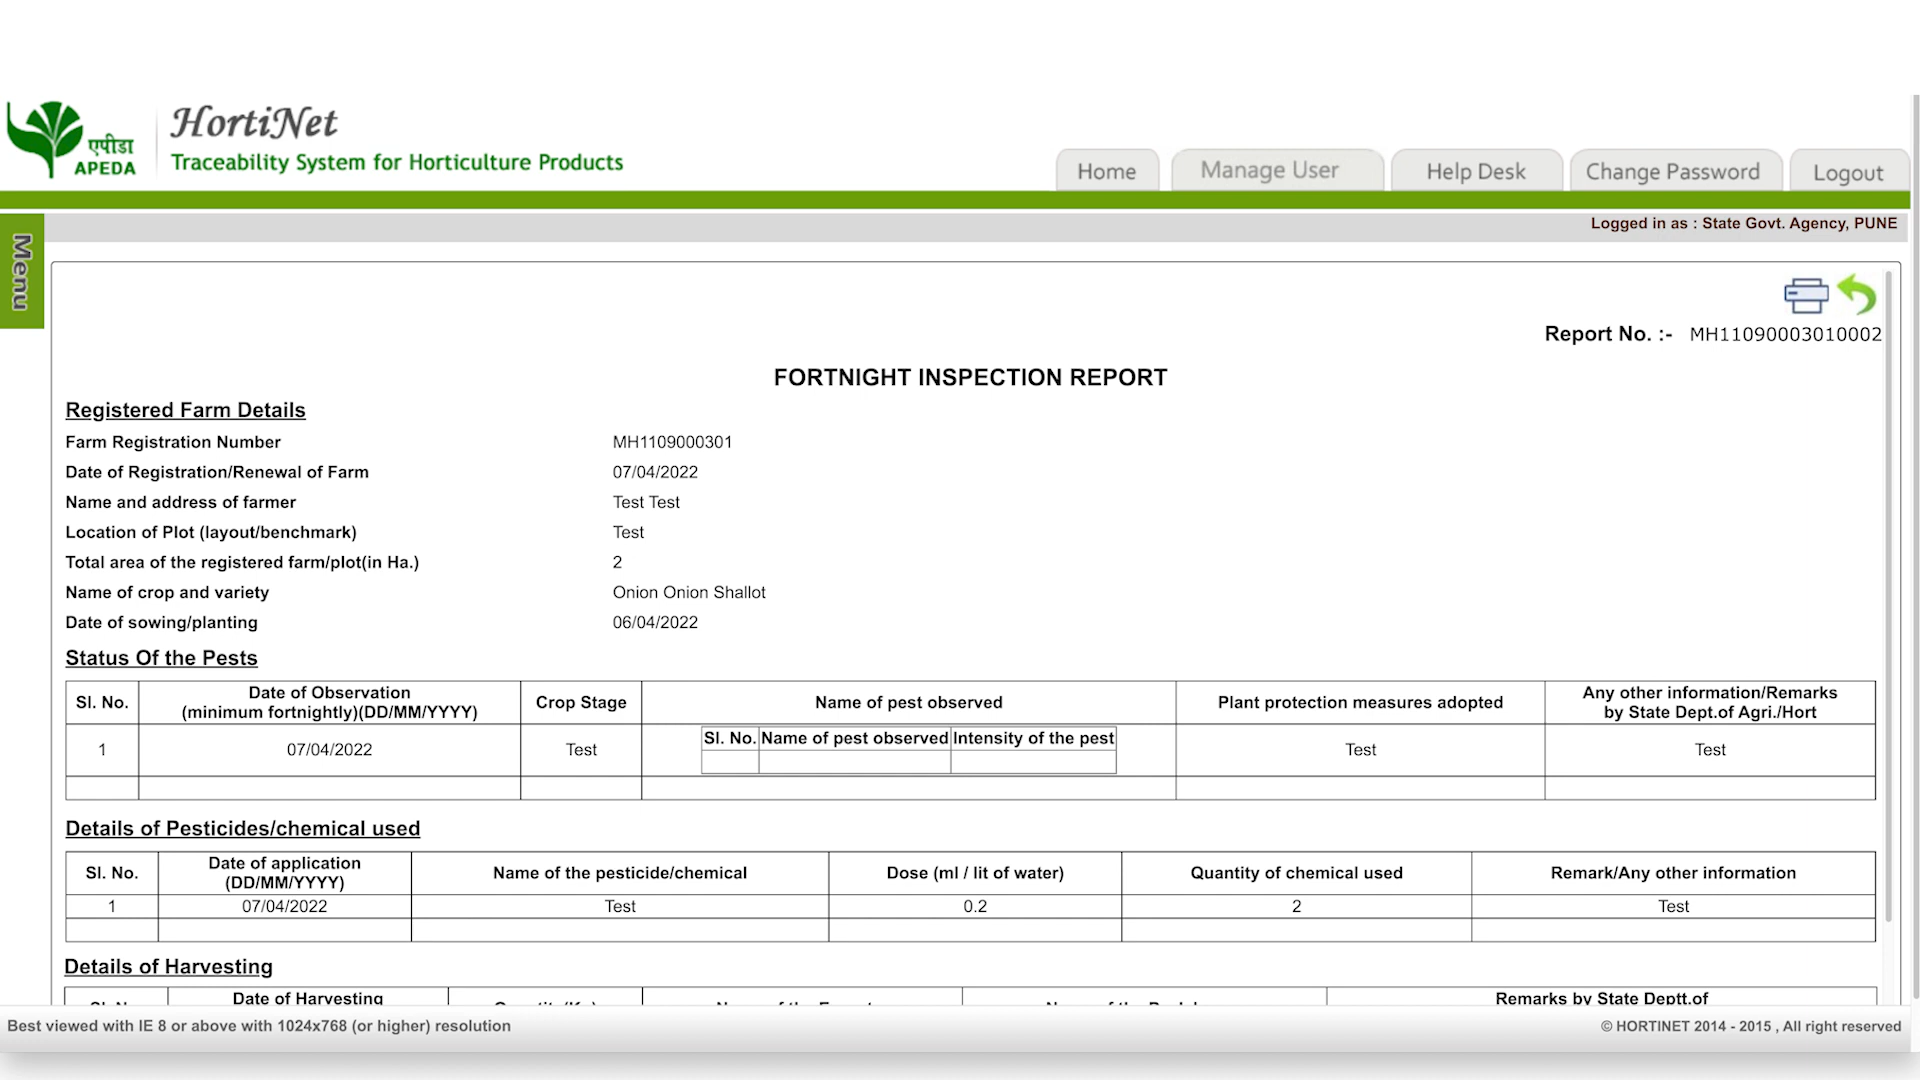 एपीडा
APEDA
HortiNet
Traceability System for Horticulture Products
Home
Manage User
Help Desk
Change Password
Logout
Logged in as : State Govt. Agency, PUNE
Menu
Report No. :- MH11090003010002
FORTNIGHT INSPECTION REPORT
Registered Farm Details
Farm Registration Number MH1109000301
Date of Registration/Renewal of Farm 07/04/2022
Name and address of farmer Test Test
Location of Plot (layout/benchmark) Test
Total area of the registered farm/plot(in Ha.) 2
Name of crop and variety Onion Onion Shallot
Date of sowing/planting 06/04/2022
Status Of the Pests
Sl. No. Date of Observation (minimum fortnightly)(DD/MM/YYYY) Crop Stage Name of pest observed Plant protection measures adopted Any other information/Remarks by State Dept.of Agri./Hort
Sl. No. Name of pest observed Intensity of the pest
1 07/04/2022 Test Test Test
Details of Pesticides/chemical used
Sl. No. Date of application (DD/MM/YYYY) Name of the pesticide/chemical Dose (ml / lit of water) Quantity of chemical used Remark/Any other information
1 07/04/2022 Test 0.2 2 Test
Details of Harvesting
Date of Harvesting Remarks by State Deptt.of
Best viewed with IE 8 or above with 1024x768 (or higher) resolution
© HORTINET 2014 - 2015 , All right reserved